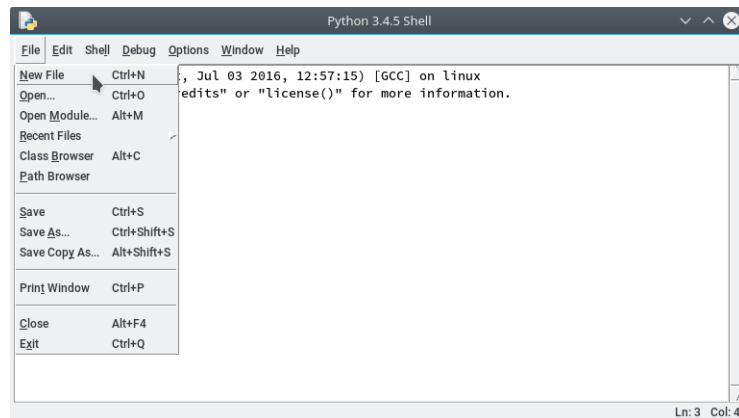 Python 3.4.5 Shell
File Edit Shell Debug Options Window Help
New File Ctrl+N
, Jul 03 2016, 12:57:15) [GCC] on linux
Open... Ctrl+O
redits" or "license()" for more information.
Open Module... Alt+M
Recent Files
Class Browser Alt+C
Path Browser
Save Ctrl+S
Save As... Ctrl+Shift+S
Save Copy As... Alt+Shift+S
Print Window Ctrl+P
Close Alt+F4
Exit Ctrl+Q
Ln: 3 Col: 4